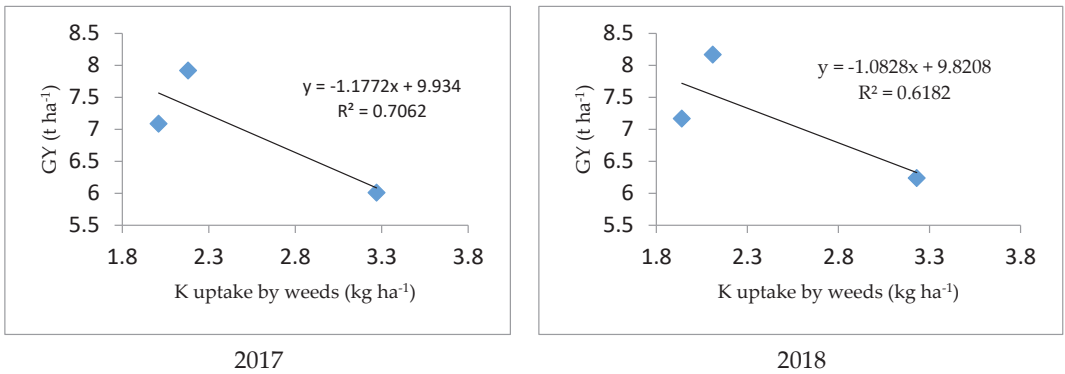 8.5
8
7.5
7
6.5
6
5.5
GY (t ha⁻¹)
y = -1.1772x + 9.934
R² = 0.7062
1.8 2.3 2.8 3.3 3.8
K uptake by weeds (kg ha⁻¹)
2017
8.5
8
7.5
7
6.5
6
5.5
GY (t ha⁻¹)
y = -1.0828x + 9.8208
R² = 0.6182
1.8 2.3 2.8 3.3 3.8
K uptake by weeds (kg ha⁻¹)
2018